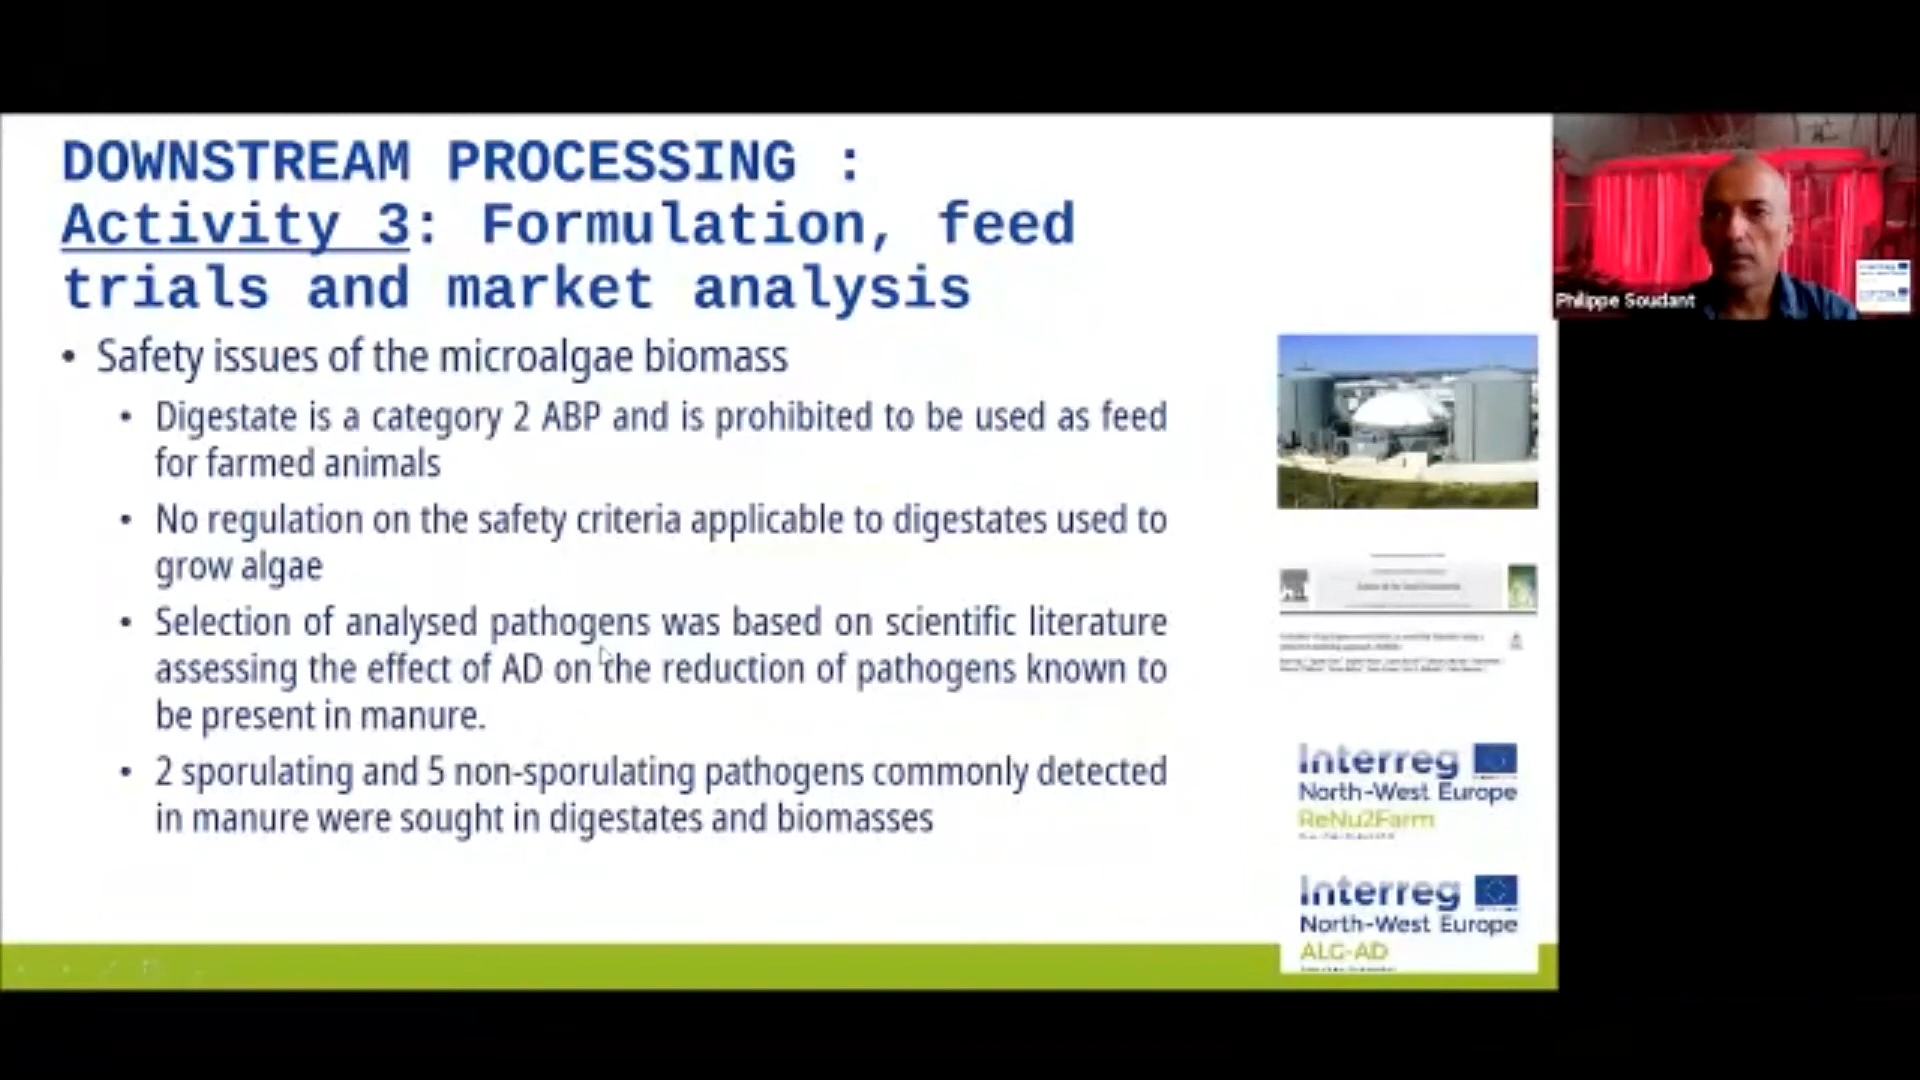 DOWNSTREAM PROCESSING :
Activity 3: Formulation, feed
trials and market analysis
• Safety issues of the microalgae biomass
• Digestate is a category 2 ABP and is prohibited to be used as feed
for farmed animals
• No regulation on the safety criteria applicable to digestates used to
grow algae
• Selection of analysed pathogens was based on scientific literature
assessing the effect of AD on the reduction of pathogens known to
be present in manure.
• 2 sporulating and 5 non-sporulating pathogens commonly detected
in manure were sought in digestates and biomasses
Philippe Soudant
Interreg
North-West Europe
ReNu2Farm
Interreg
North-West Europe
ALG-AD